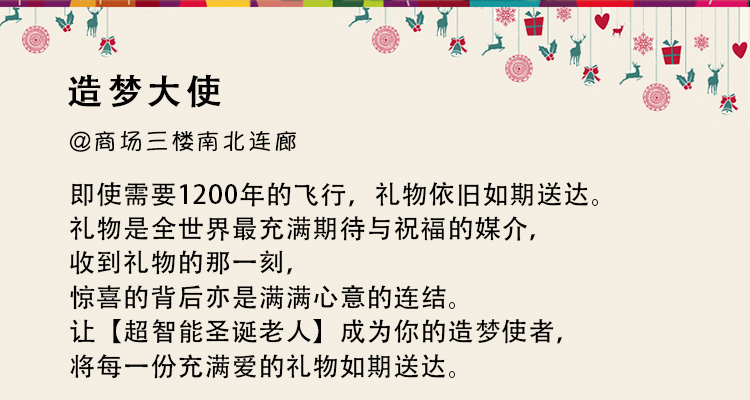 造梦大使
@商场三楼南北连廊
即使需要1200年的飞行，礼物依旧如期送达。
礼物是全世界最充满期待与祝福的媒介，
收到礼物的那一刻，
惊喜的背后亦是满满心意的连结。
让【超智能圣诞老人】成为你的造梦使者，
将每一份充满爱的礼物如期送达。